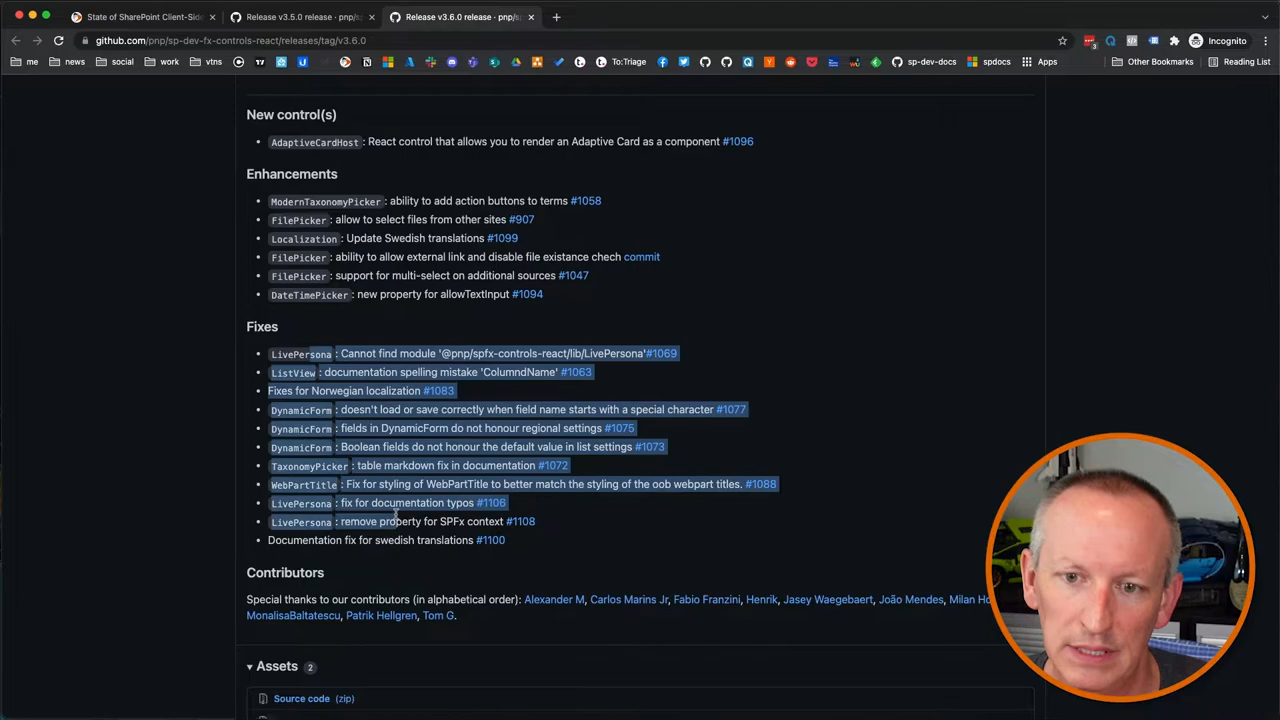 State of SharePoint Client-Side
Release v3.5.0 release · pnp/s
Release v3.6.0 release · pnp/s
github.com/pnp/sp-dev-fx-controls-react/releases/tag/v3.6.0
3
Incognito
me
news
social
work
vtns
To:Triage
sp-dev-docs
spdocs
Apps
Other Bookmarks
Reading List
New control(s)
• AdaptiveCardHost: React control that allows you to render an Adaptive Card as a component #1096
Enhancements
• ModernTaxonomyPicker: ability to add action buttons to terms #1058
• FilePicker: allow to select files from other sites #907
• Localization: Update Swedish translations #1099
• FilePicker: ability to allow external link and disable file existance chech commit
• FilePicker: support for multi-select on additional sources #1047
• DateTimePicker: new property for allowTextInput #1094
Fixes
• LivePersona: Cannot find module '@pnp/spfx-controls-react/lib/LivePersona'#1069
• ListView: documentation spelling mistake 'ColumndName' #1063
• Fixes for Norwegian localization #1083
• DynamicForm: doesn't load or save correctly when field name starts with a special character #1077
• DynamicForm: fields in DynamicForm do not honour regional settings #1075
• DynamicForm: Boolean fields do not honour the default value in list settings #1073
• TaxonomyPicker: table markdown fix in documentation #1072
• WebPartTitle: Fix for styling of WebPartTitle to better match the styling of the oob webpart titles. #1088
• LivePersona: fix for documentation typos #1106
• LivePersona: remove property for SPFx context #1108
• Documentation fix for swedish translations #1100
Contributors
Special thanks to our contributors (in alphabetical order): Alexander M, Carlos Marins Jr, Fabio Franzini, Henrik, Jasey Waegebaert, João Mendes, Milan Ho
MonalisaBaltatescu, Patrik Hellgren, Tom G.
Assets 2
Source code (zip)